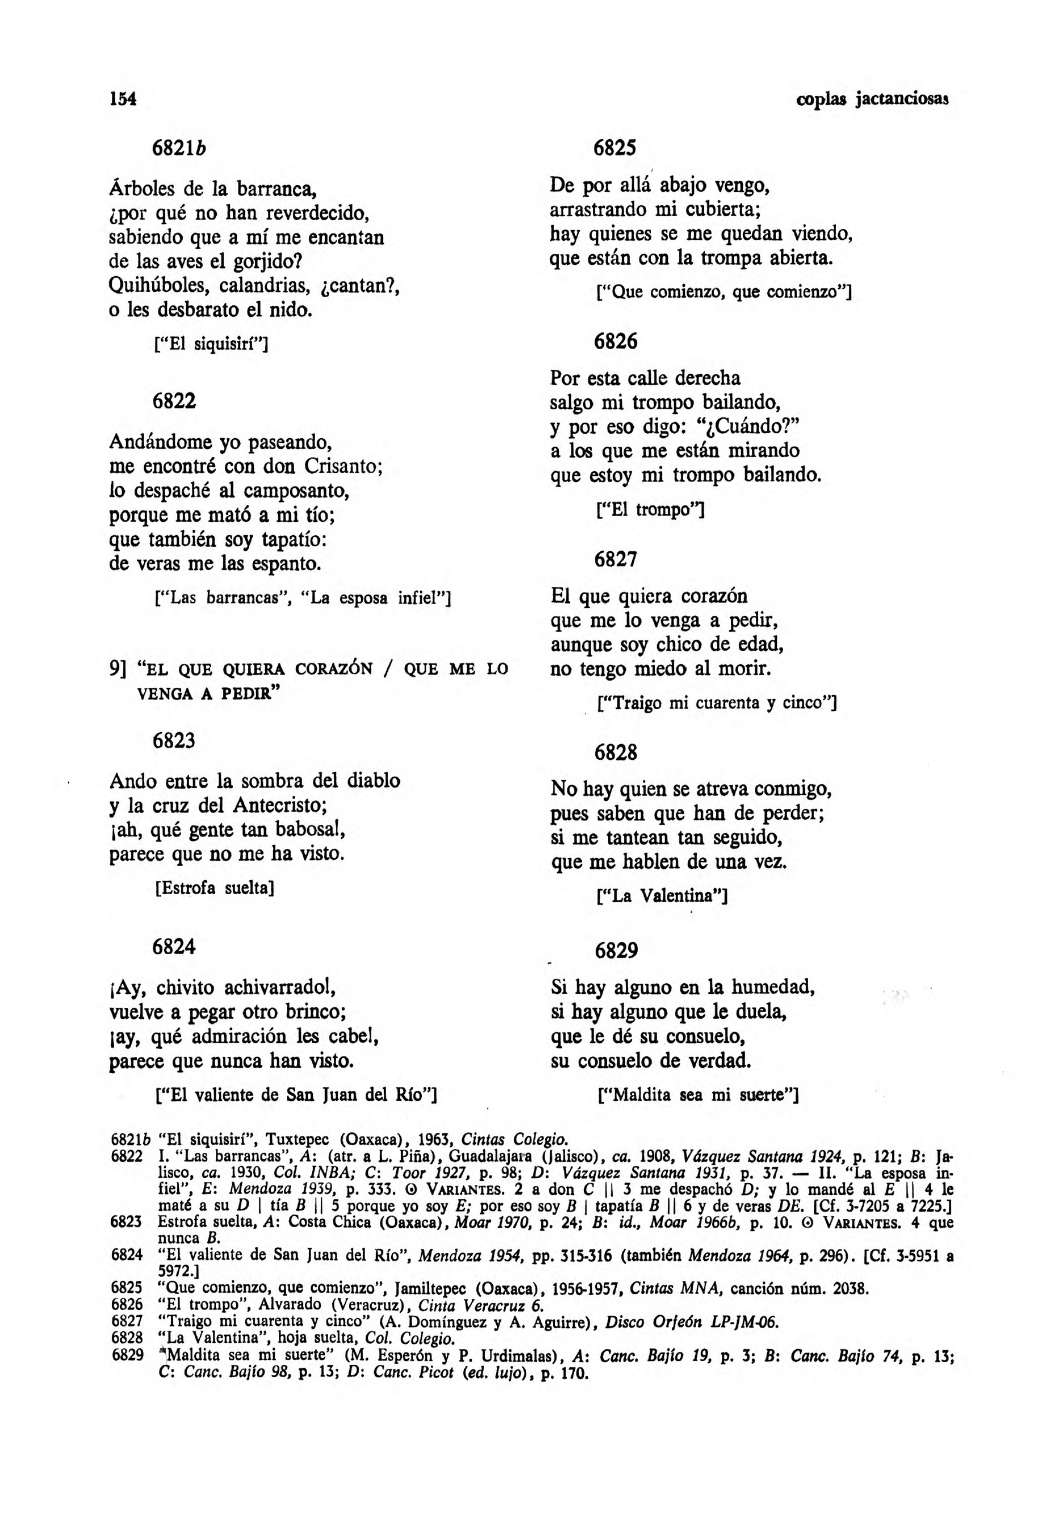 154
coplas jactanciosas
6821b
Árboles de la barranca,
¿por qué no han reverdecido,
sabiendo que a mí me encantan
de las aves el gorjido?
Quihúboles, calandrias, ¿cantan?,
o les desbarato el nido.
["El siquisirí"]
6822
Andándome yo paseando,
me encontré con don Crisanto;
lo despaché al camposanto,
porque me mató a mi tío;
que también soy tapatío:
de veras me las espanto.
["Las barrancas", "La esposa infiel"]
9] "EL QUE QUIERA CORAZÓN / QUE ME LO
VENGA A PEDIR"
6823
Ando entre la sombra del diablo
y la cruz del Antecristo;
¡ah, qué gente tan babosa!,
parece que no me ha visto.
[Estrofa suelta]
6824
¡Ay, chivito achivarrado!,
vuelve a pegar otro brinco;
¡ay, qué admiración les cabe!,
parece que nunca han visto.
["El valiente de San Juan del Río"]
6825
De por allá abajo vengo,
arrastrando mi cubierta;
hay quienes se me quedan viendo,
que están con la trompa abierta.
["Que comienzo, que comienzo"]
6826
Por esta calle derecha
salgo mi trompo bailando,
y por eso digo: "¿Cuándo?"
a los que me están mirando
que estoy mi trompo bailando.
["El trompo"]
6827
El que quiera corazón
que me lo venga a pedir,
aunque soy chico de edad,
no tengo miedo al morir.
["Traigo mi cuarenta y cinco"]
6828
No hay quien se atreva conmigo,
pues saben que han de perder;
si me tantean tan seguido,
que me hablen de una vez.
["La Valentina"]
6829
Si hay alguno en la humedad,
si hay alguno que le duela,
que le dé su consuelo,
su consuelo de verdad.
["Maldita sea mi suerte"]
6821b "El siquisirí", Tuxtepec (Oaxaca), 1963, Cintas Colegio.
6822 I. "Las barrancas", A: (atr. a L. Piña), Guadalajara (Jalisco), ca. 1908, Vázquez Santana 1924, p. 121; B: Ja-
lisco, ca. 1930, Col. INBA; C: Toor 1927, p. 98; D: Vázquez Santana 1931, p. 37. — II. "La esposa in-
fiel", E: Mendoza 1939, p. 333. ⊙ VARIANTES. 2 a don C || 3 me despachó D; y lo mandé al E || 4 le
maté a su D | tía B || 5 porque yo soy E; por eso soy B | tapatía B || 6 y de veras DE. [Cf. 3-7205 a 7225.]
6823 Estrofa suelta, A: Costa Chica (Oaxaca), Moar 1970, p. 24; B: id., Moar 1966b, p. 10. ⊙ VARIANTES. 4 que
nunca B.
6824 "El valiente de San Juan del Río", Mendoza 1954, pp. 315-316 (también Mendoza 1964, p. 296). [Cf. 3-5951 a
5972.]
6825 "Que comienzo, que comienzo", Jamiltepec (Oaxaca), 1956-1957, Cintas MNA, canción núm. 2038.
6826 "El trompo", Alvarado (Veracruz), Cinta Veracruz 6.
6827 "Traigo mi cuarenta y cinco" (A. Domínguez y A. Aguirre), Disco Orfeón LP-JM-06.
6828 "La Valentina", hoja suelta, Col. Colegio.
6829 "Maldita sea mi suerte" (M. Esperón y P. Urdimalas), A: Canc. Bajío 19, p. 3; B: Canc. Bajío 74, p. 13;
C: Canc. Bajío 98, p. 13; D: Canc. Picot (ed. lujo), p. 170.